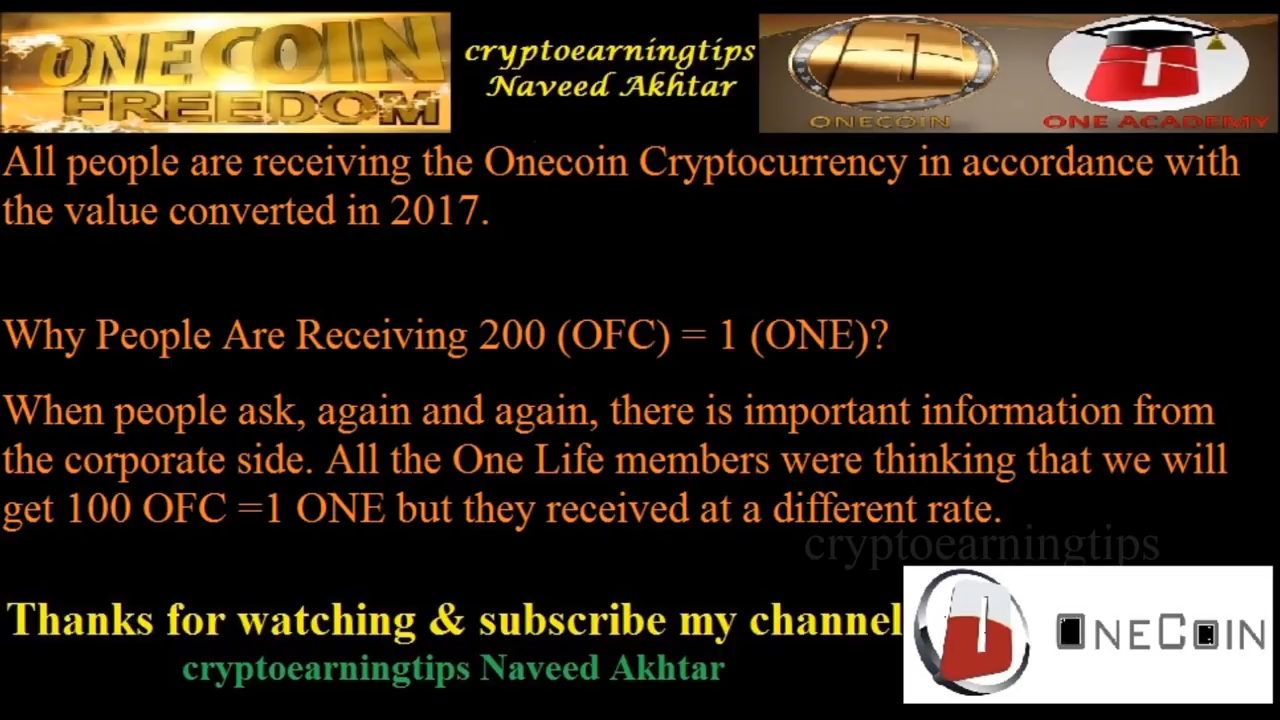 ONECOIN
FREEDOM
cryptoearningtips
Naveed Akhtar
ONECOIN
ONE ACADEMY
All people are receiving the Onecoin Cryptocurrency in accordance with
the value converted in 2017.
Why People Are Receiving 200 (OFC) = 1 (ONE)?
When people ask, again and again, there is important information from
the corporate side. All the One Life members were thinking that we will
get 100 OFC =1 ONE but they received at a different rate.
cryptoearningtips
Thanks for watching & subscribe my channel
cryptoearningtips Naveed Akhtar
ONECOIN